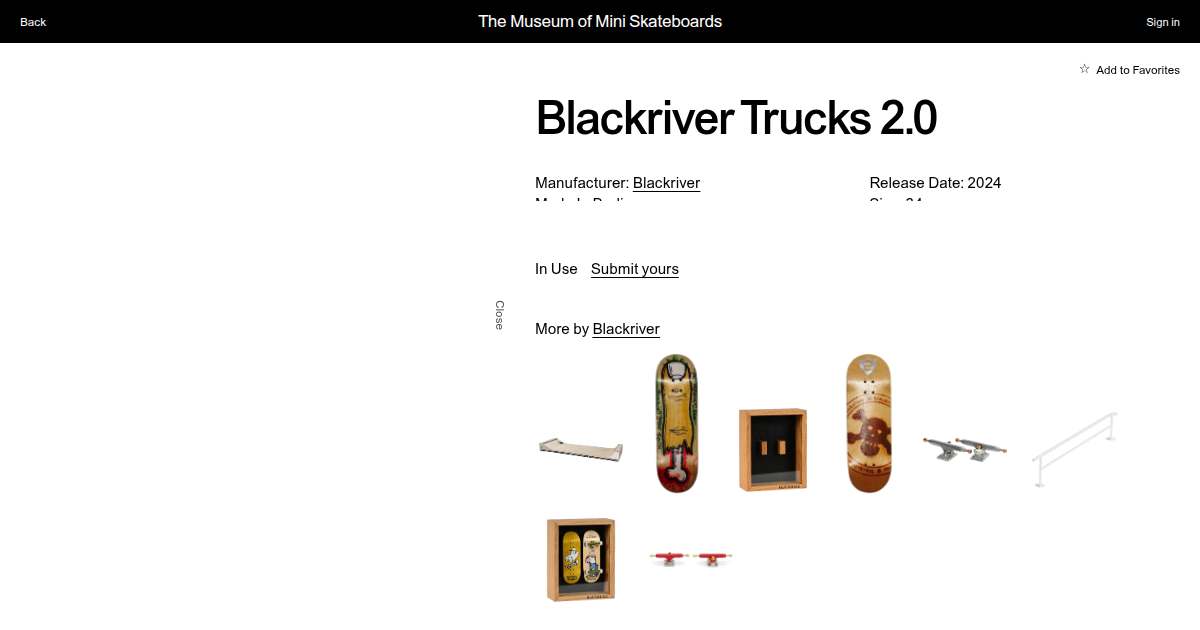 Back
The Museum of Mini Skateboards
Sign in
☆ Add to Favorites
Blackriver Trucks 2.0
Manufacturer: Blackriver
Release Date: 2024
In Use
Submit yours
Close
More by Blackriver